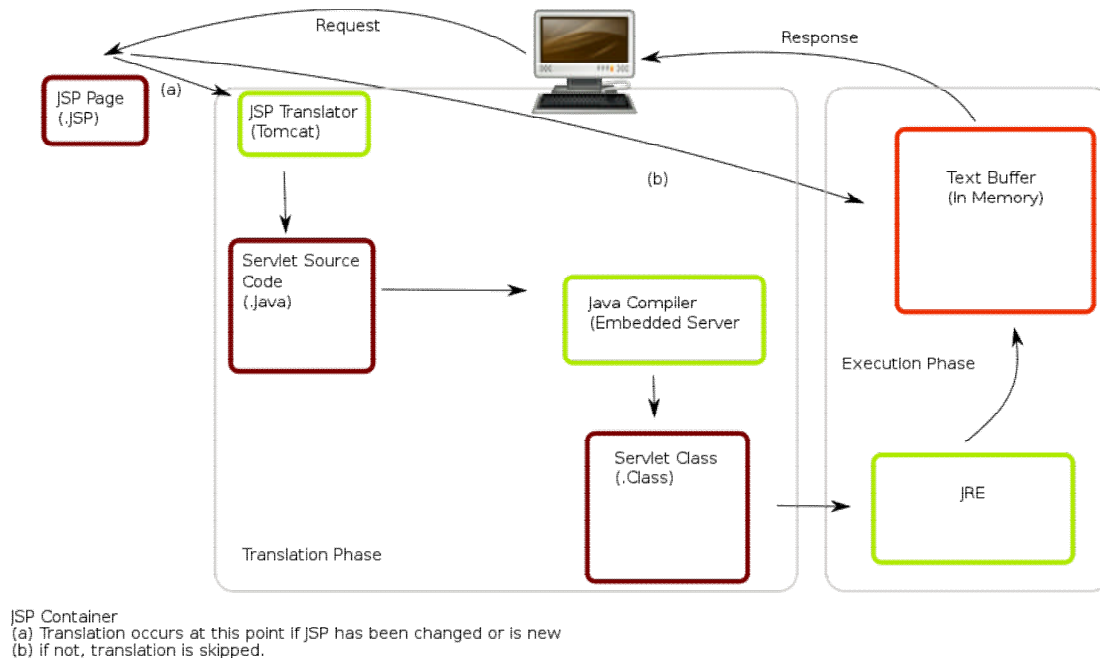 Request
Response
JSP Page
(.JSP)
(a)
JSP Translator
(Tomcat)
(b)
Text Buffer
(In Memory)
Servlet Source
Code
(.Java)
Java Compiler
(Embedded Server
Execution Phase
Servlet Class
(.Class)
JRE
Translation Phase
JSP Container
(a) Translation occurs at this point if JSP has been changed or is new
(b) if not, translation is skipped.